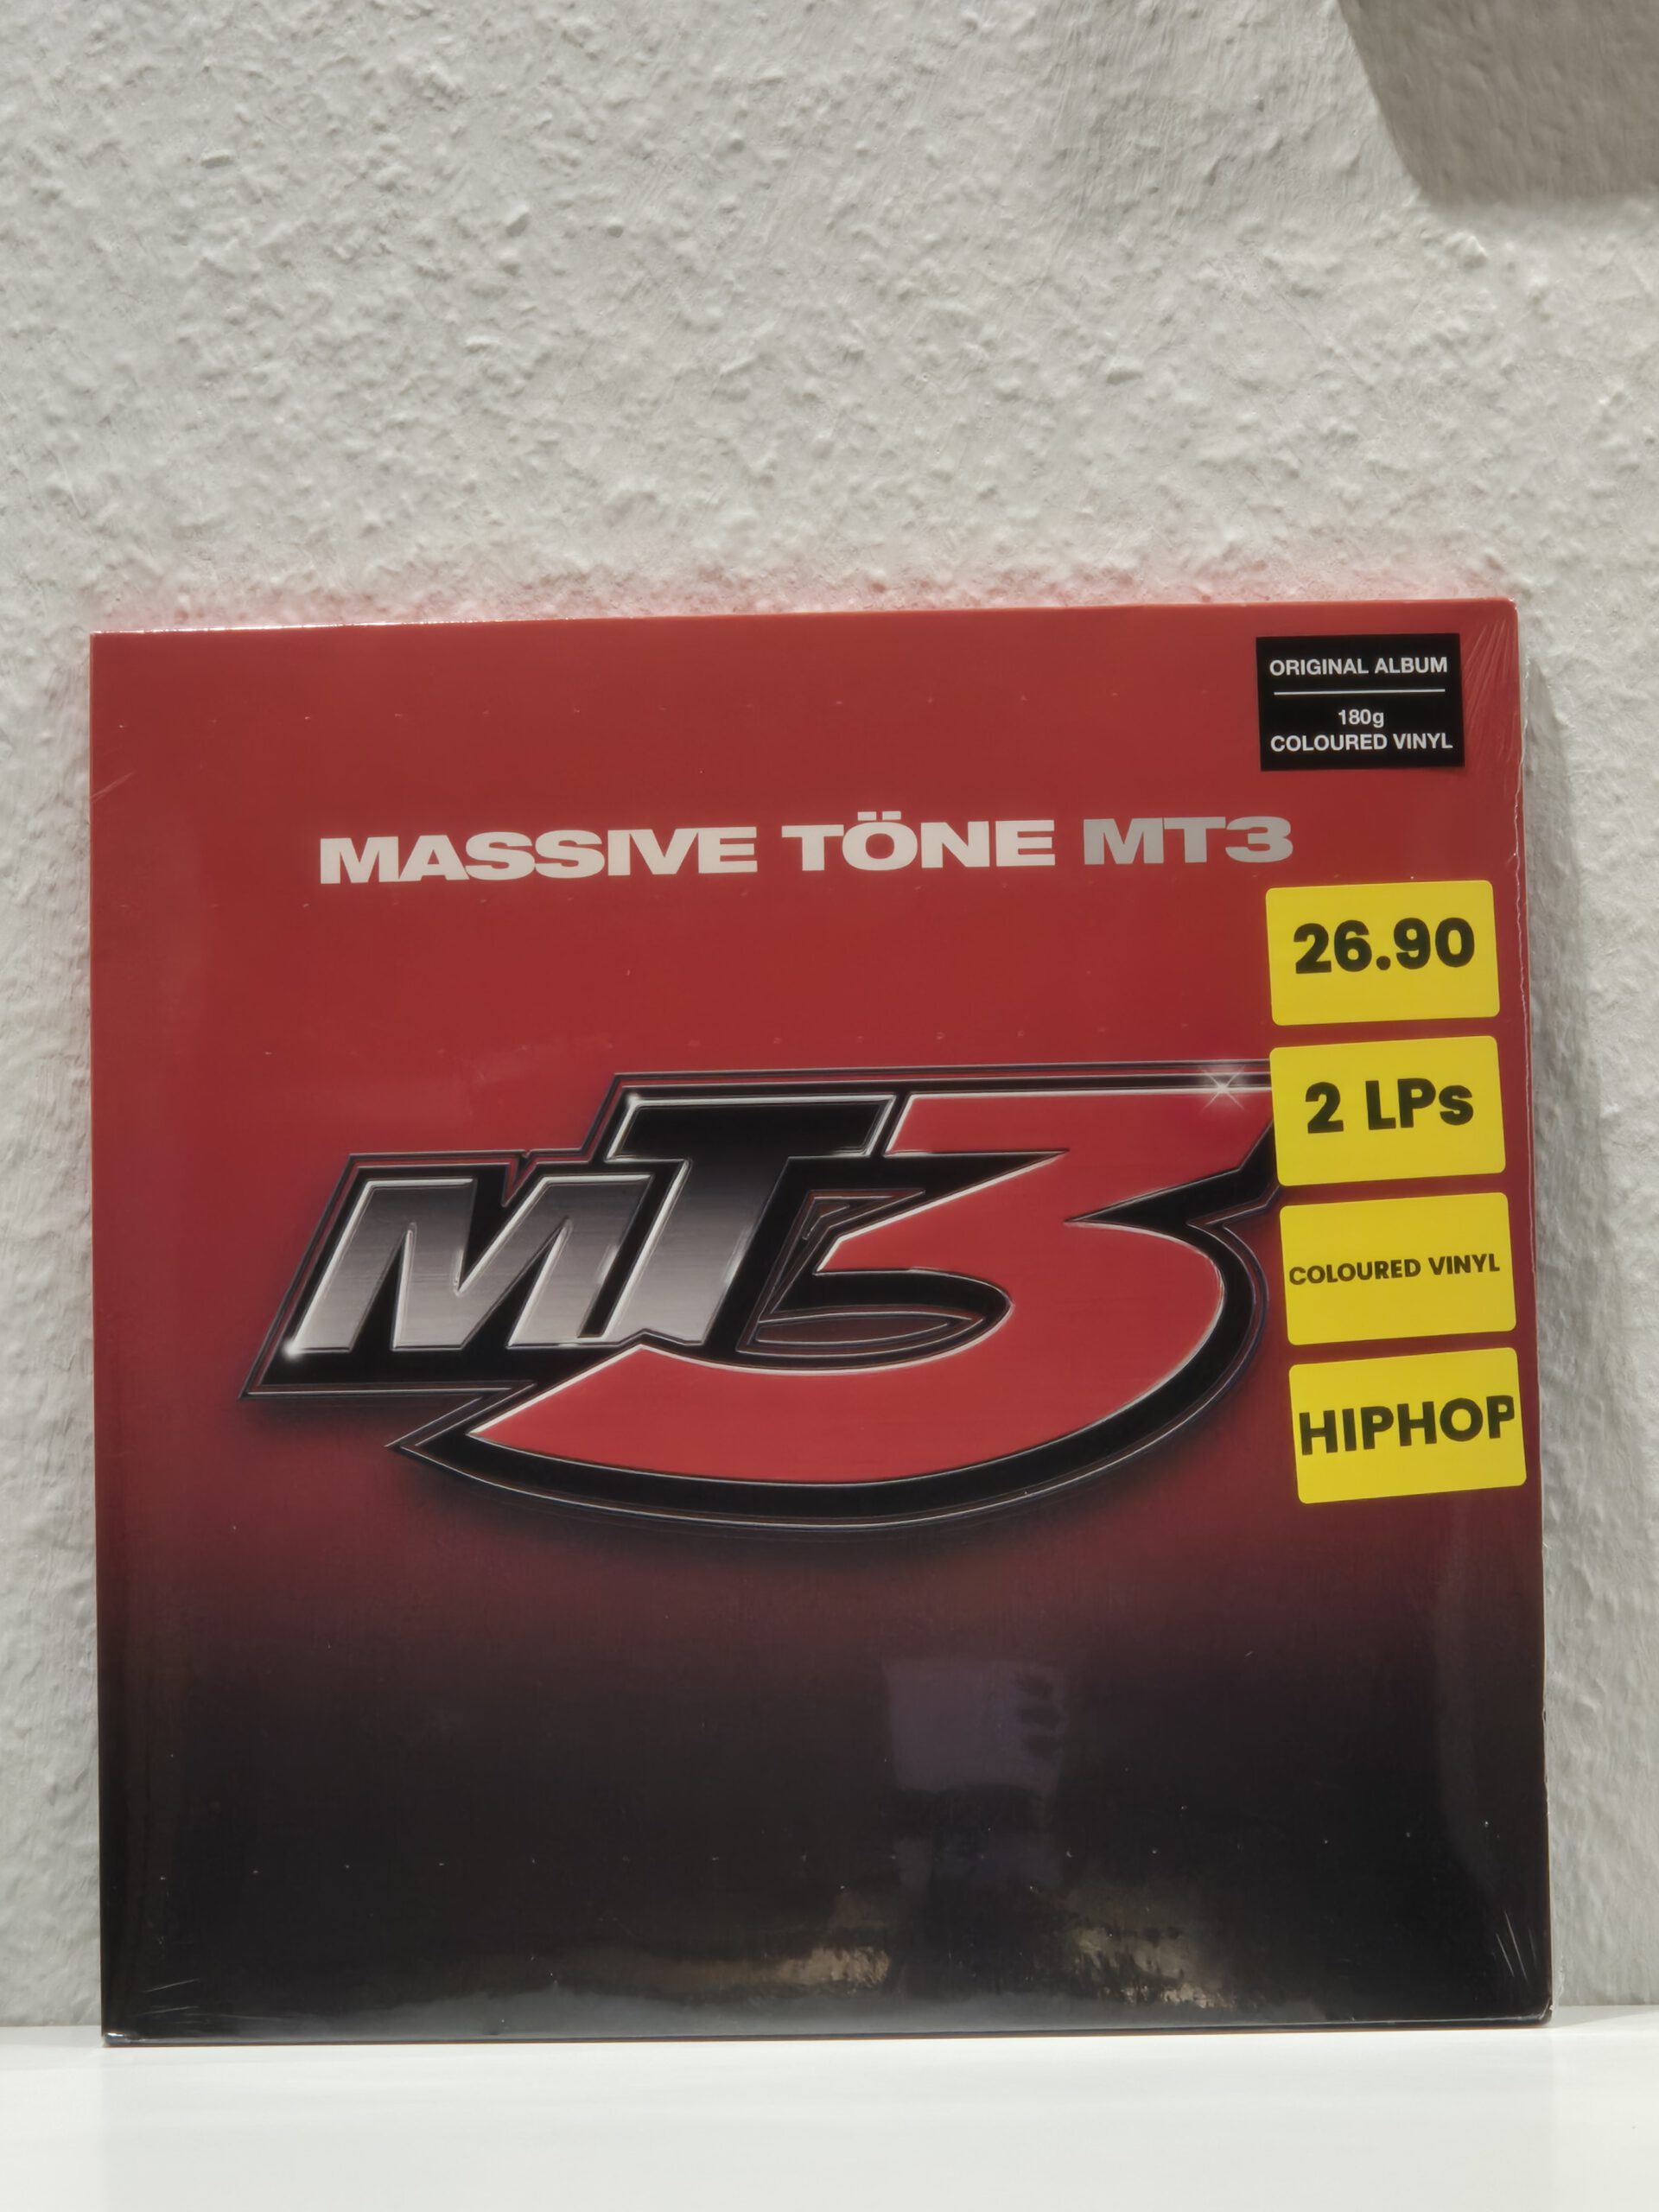 ORIGINAL ALBUM
180g
COLOURED VINYL
MASSIVE TÖNE MT3
26.90
2 LPs
MT3
COLOURED VINYL
HIPHOP